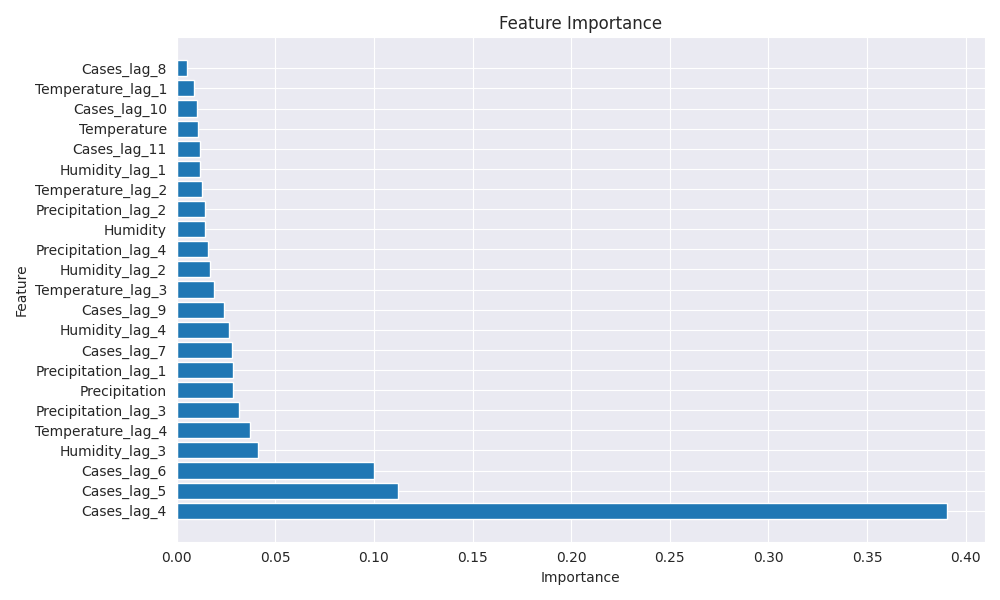 Feature Importance
Feature
Cases_lag_8
Temperature_lag_1
Cases_lag_10
Temperature
Cases_lag_11
Humidity_lag_1
Temperature_lag_2
Precipitation_lag_2
Humidity
Precipitation_lag_4
Humidity_lag_2
Temperature_lag_3
Cases_lag_9
Humidity_lag_4
Cases_lag_7
Precipitation_lag_1
Precipitation
Precipitation_lag_3
Temperature_lag_4
Humidity_lag_3
Cases_lag_6
Cases_lag_5
Cases_lag_4
0.00 0.05 0.10 0.15 0.20 0.25 0.30 0.35 0.40
Importance